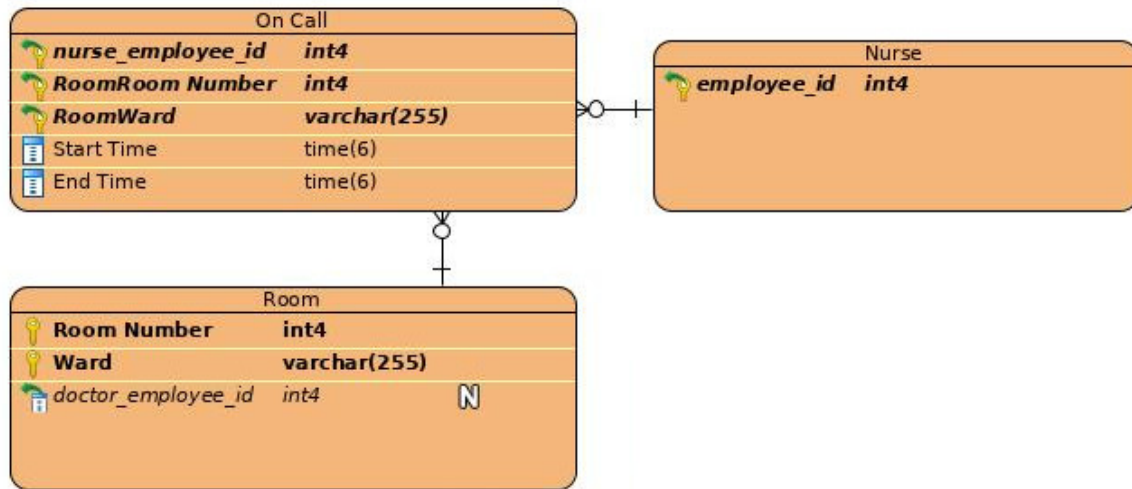 On Call
nurse_employee_id int4
RoomRoom Number int4
RoomWard varchar(255)
Start Time time(6)
End Time time(6)
Nurse
employee_id int4
Room
Room Number int4
Ward varchar(255)
doctor_employee_id int4 N